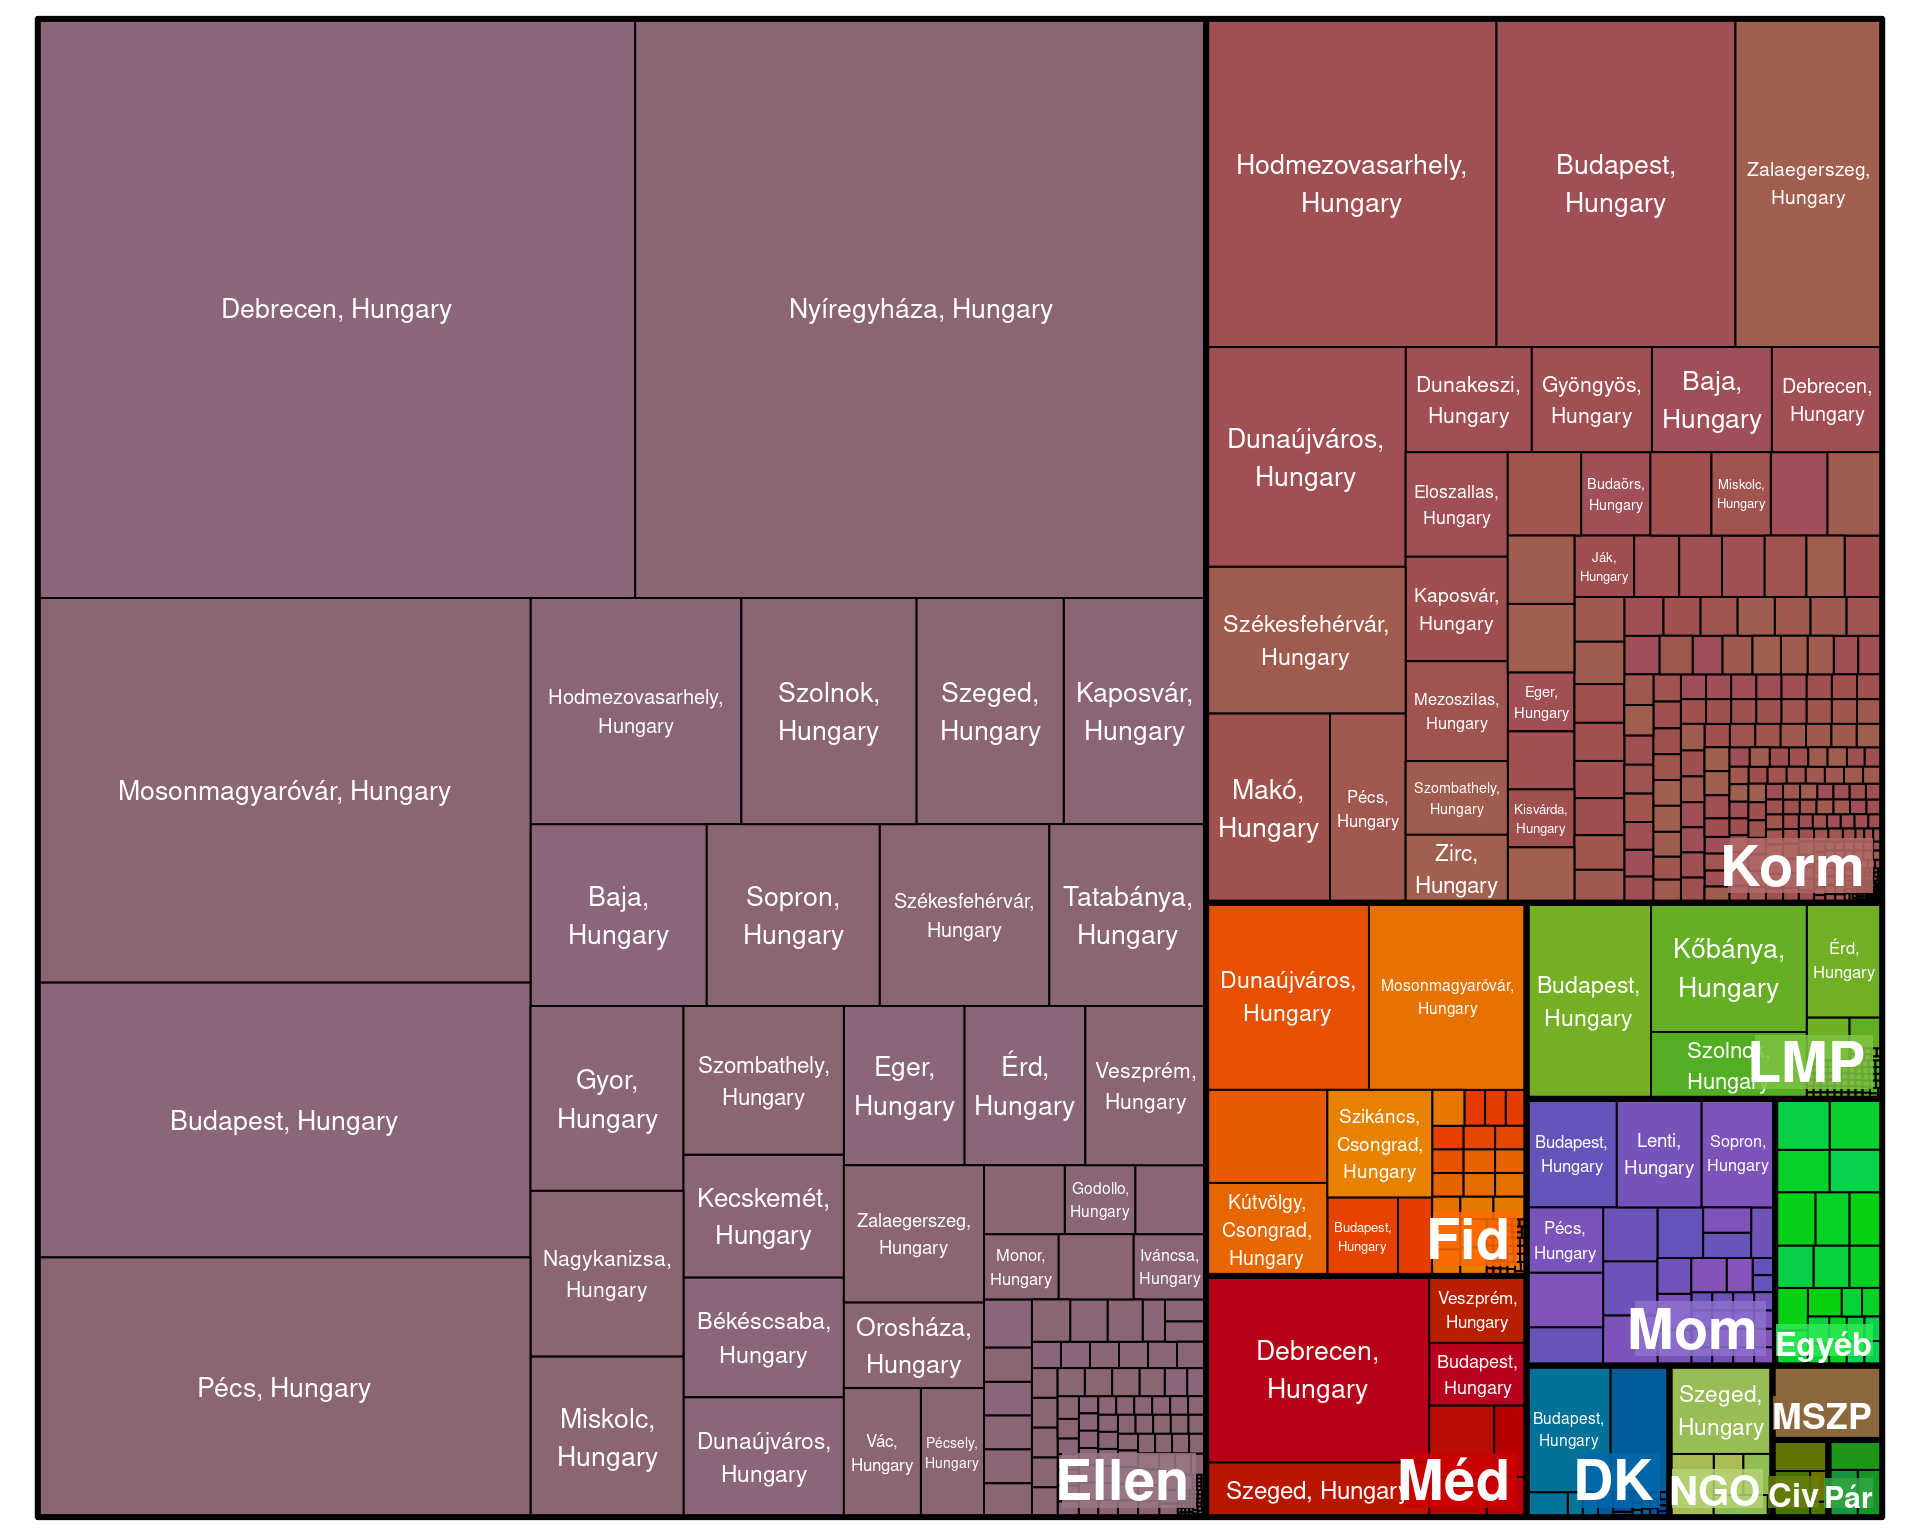 Debrecen, Hungary
Nyíregyháza, Hungary
Mosonmagyaróvár, Hungary
Budapest, Hungary
Pécs, Hungary
Hodmezovasarhely,
Hungary
Szolnok,
Hungary
Szeged,
Hungary
Kaposvár,
Hungary
Baja,
Hungary
Sopron,
Hungary
Székesfehérvár,
Hungary
Tatabánya,
Hungary
Gyor,
Hungary
Nagykanizsa,
Hungary
Miskolc,
Hungary
Szombathely,
Hungary
Kecskemét,
Hungary
Békéscsaba,
Hungary
Dunaújváros,
Hungary
Eger,
Hungary
Érd,
Hungary
Veszprém,
Hungary
Zalaegerszeg,
Hungary
Orosháza,
Hungary
Vác,
Hungary
Pécsely,
Hungary
Godollo,
Hungary
Monor,
Hungary
Iváncsa,
Hungary
Ellen
Hodmezovasarhely,
Hungary
Budapest,
Hungary
Zalaegerszeg,
Hungary
Dunaújváros,
Hungary
Székesfehérvár,
Hungary
Makó,
Hungary
Pécs,
Hungary
Dunakeszi,
Hungary
Gyöngyös,
Hungary
Baja,
Hungary
Debrecen,
Hungary
Eloszallas,
Hungary
Kaposvár,
Hungary
Mezoszilas,
Hungary
Szombathely,
Hungary
Zirc,
Hungary
Budaörs,
Hungary
Miskolc,
Hungary
Ják,
Hungary
Eger,
Hungary
Kisvárda,
Hungary
Korm
Dunaújváros,
Hungary
Mosonmagyaróvár,
Hungary
Szikáncs,
Csongrad,
Hungary
Kútvölgy,
Csongrad,
Hungary
Budapest,
Hungary
Fid
Debrecen,
Hungary
Veszprém,
Hungary
Budapest,
Hungary
Szeged, Hungary
Méd
Budapest,
Hungary
Kőbánya,
Hungary
Érd,
Hungary
Szolnok,
Hungary
LMP
Budapest,
Hungary
Lenti,
Hungary
Sopron,
Hungary
Pécs,
Hungary
Mom
Egyéb
Budapest,
Hungary
DK
Szeged,
Hungary
NGO
MSZP
Civ
Pár